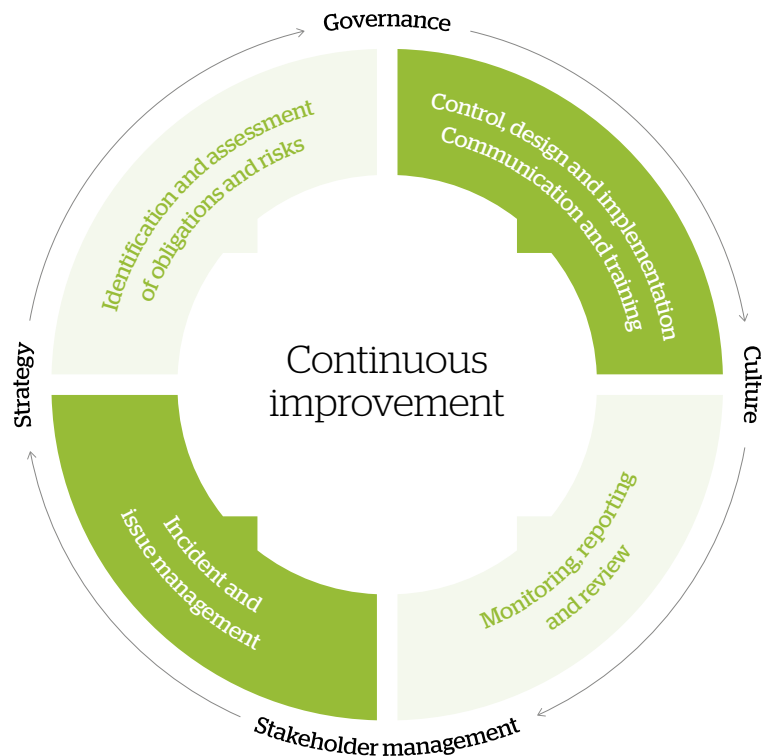 Governance
Identification and assessment
of obligations and risks
Control, design and implementation
Communication and training
Strategy
Continuous
improvement
Culture
Incident and
issue management
Monitoring, reporting
and review
Stakeholder management